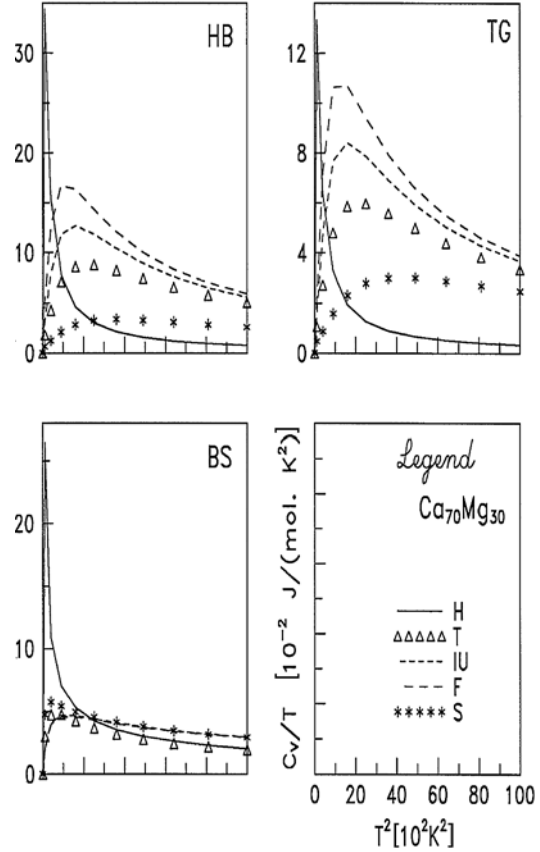 HB
35
30
20
10
0
TG
12
8
4
0
BS
20
10
0
Legend
Ca₇₀Mg₃₀
H
T
IU
F
S
Cᵥ/T [10⁻² J/(mol. K²)]
0 20 40 60 80 100
T²[10²K²]